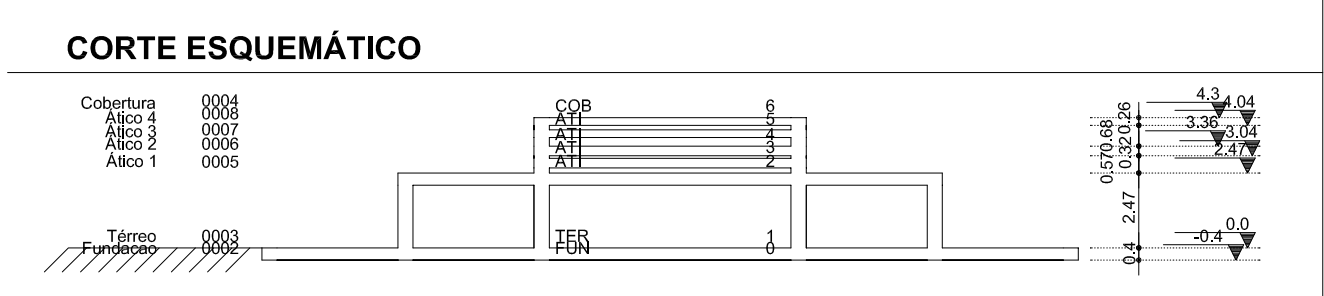 CORTE ESQUEMÁTICO
Cobertura 0004 COB 6
Ático 4 0008 ATI 5
Ático 3 0007 ATI 4
Ático 2 0006 ATI 3
Ático 1 0005 ATI 2
Térreo 0003 TER 1
Fundacao 0002 FUN 0
4.3
4.04
3.36
3.04
2.47
0.0
-0.4
0.26
0.68
0.32
0.57
2.47
0.4